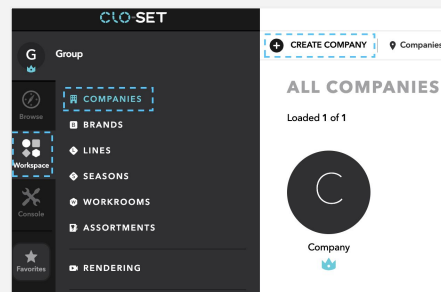 CLO-SET
G
Group
CREATE COMPANY
Companies
ALL COMPANIES
COMPANIES
Browse
BRANDS
Loaded 1 of 1
LINES
Workspace
SEASONS
WORKROOMS
C
Console
ASSORTMENTS
Company
Favorites
RENDERING